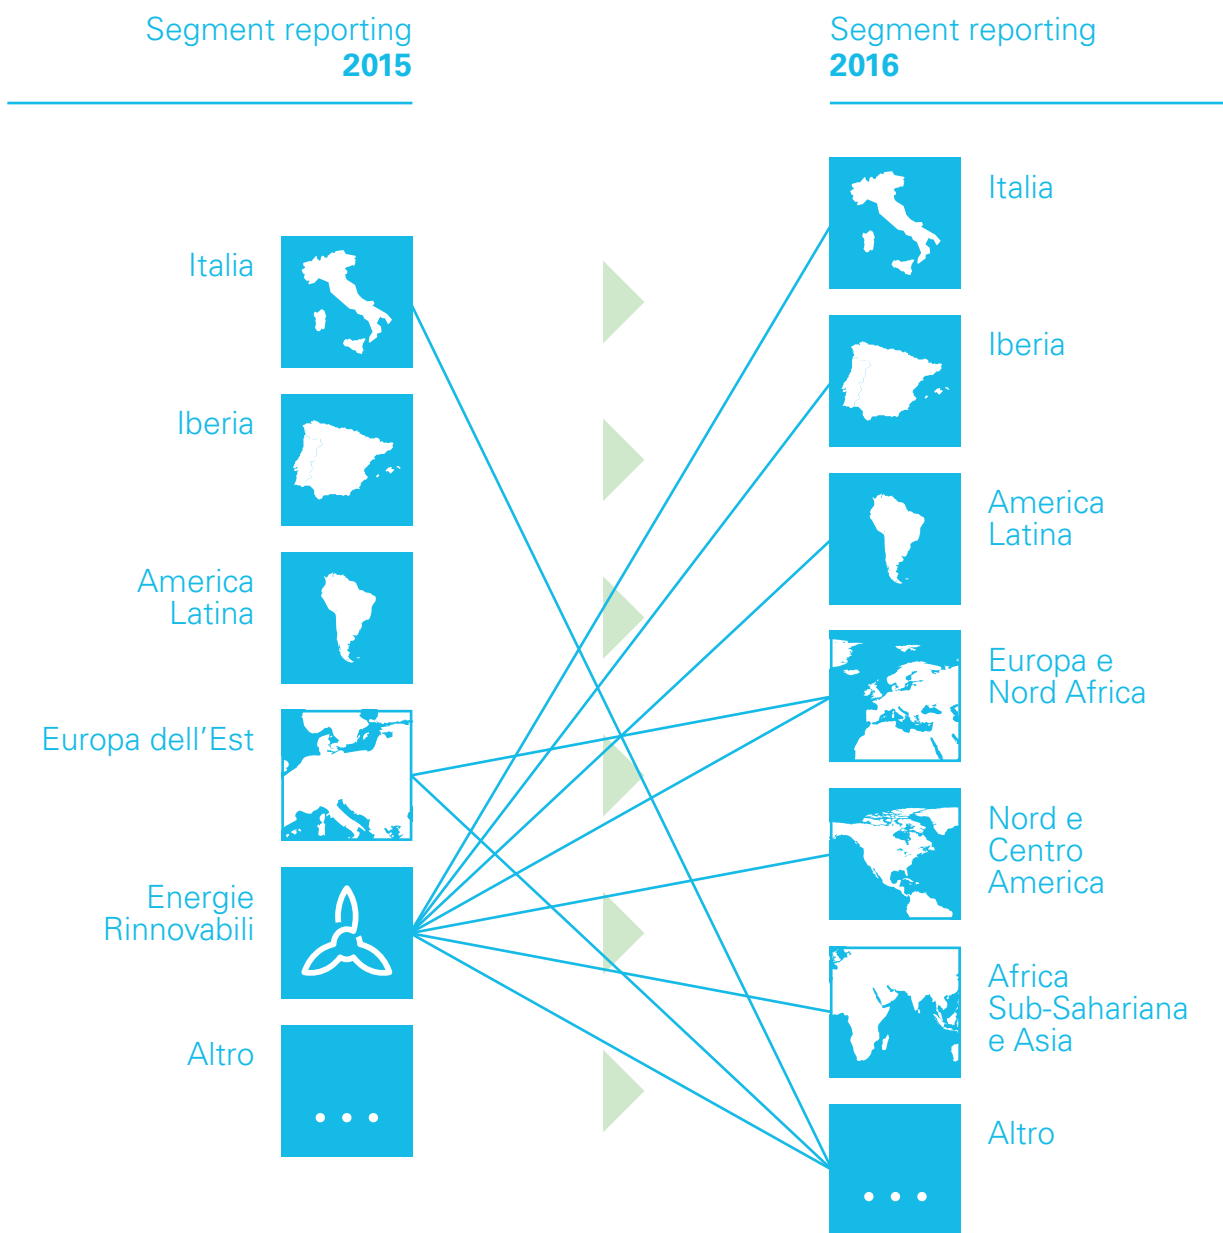 Segment reporting
2015
Italia
Iberia
America
Latina
Europa dell’Est
Energie
Rinnovabili
Altro
Segment reporting
2016
Italia
Iberia
America
Latina
Europa e
Nord Africa
Nord e
Centro
America
Africa
Sub-Sahariana
e Asia
Altro